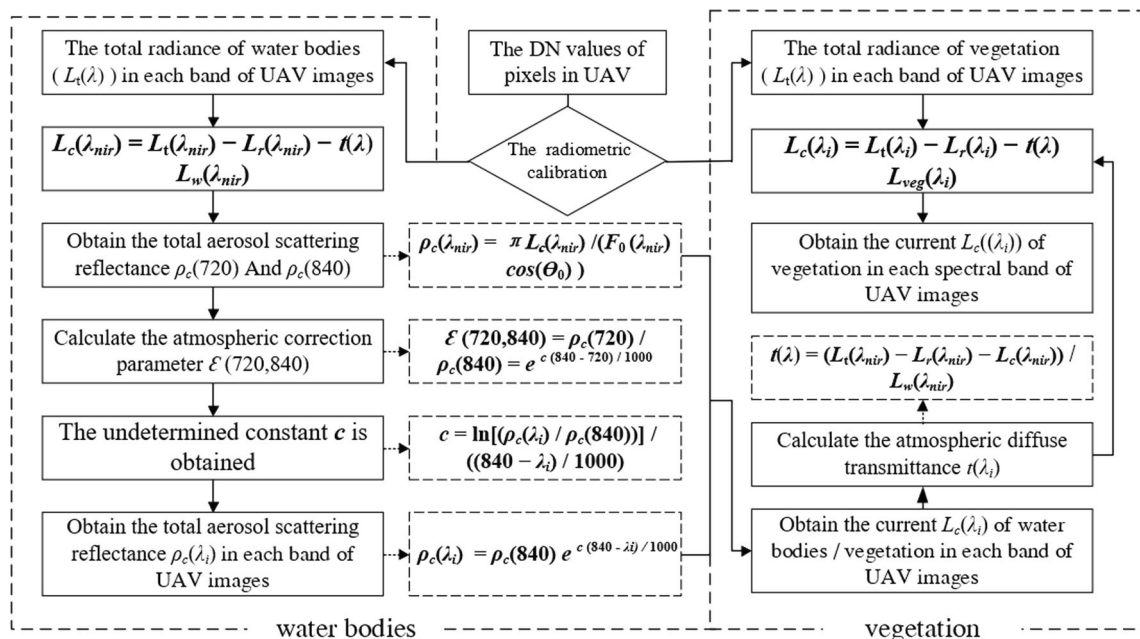 The total radiance of water bodies
( Lt(λ) ) in each band of UAV images
Lc(λnir) = Lt(λnir) − Lr(λnir) − t(λ)
Lw(λnir)
Obtain the total aerosol scattering
reflectance ρc(720) And ρc(840)
Calculate the atmospheric correction
parameter ℰ (720,840)
The undetermined constant c is
obtained
Obtain the total aerosol scattering
reflectance ρc(λi) in each band of
UAV images
The DN values of
pixels in UAV
The radiometric
calibration
ρc(λnir) = π Lc(λnir) /(F0 (λnir)
cos(Θ0) )
ℰ (720,840) = ρc(720) /
ρc(840) = e c (840 - 720) / 1000
c = ln[(ρc(λi) / ρc(840))] /
((840 − λi) / 1000)
ρc(λi) = ρc(840) e c (840 - λi) / 1000
The total radiance of vegetation
( Lt(λ) ) in each band of UAV images
Lc(λi) = Lt(λi) − Lr(λi) − t(λ)
Lveg(λi)
Obtain the current Lc((λi)) of
vegetation in each spectral band of
UAV images
t(λ) = (Lt(λnir) − Lr(λnir) − Lc(λnir)) /
Lw(λnir)
Calculate the atmospheric diffuse
transmittance t(λi)
Obtain the current Lc(λi) of water
bodies / vegetation in each band of
UAV images
water bodies
vegetation